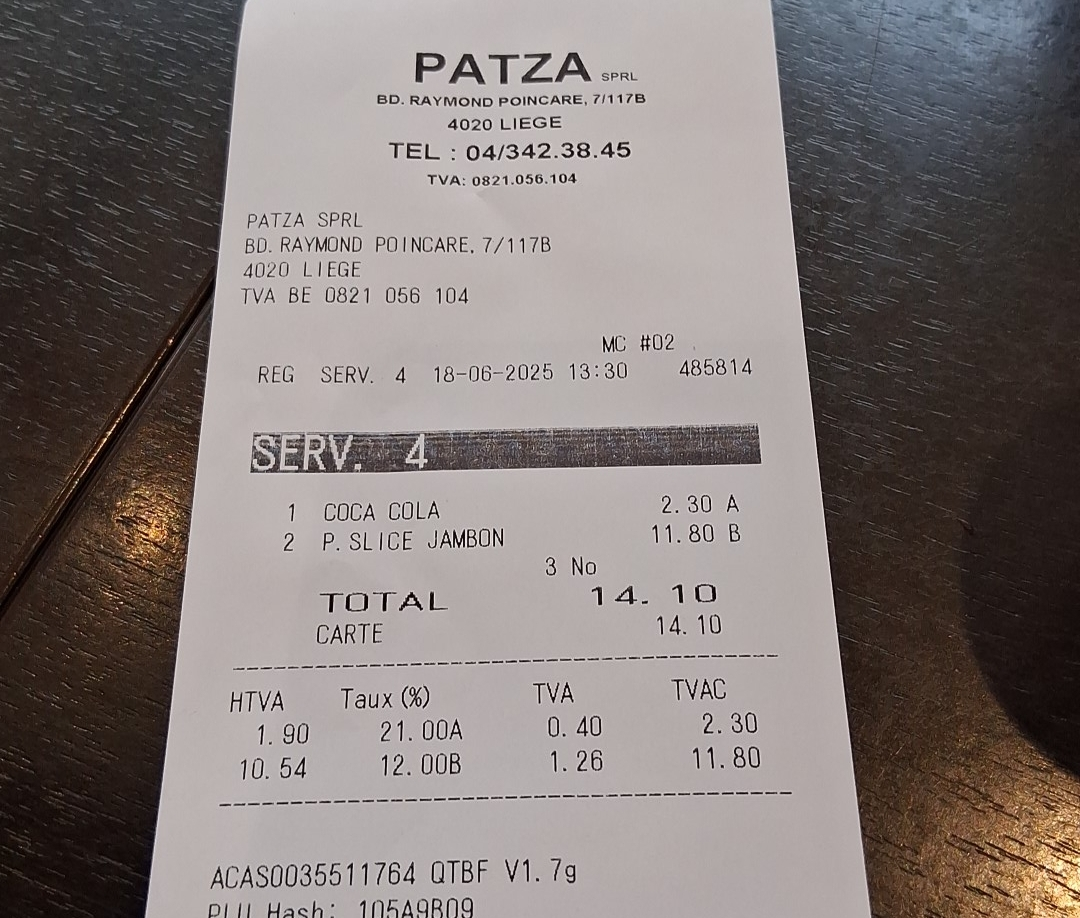 PATZA SPRL
BD. RAYMOND POINCARE, 7/117B
4020 LIEGE
TEL : 04/342.38.45
TVA: 0821.056.104
PATZA SPRL
BD. RAYMOND POINCARE, 7/117B
4020 LIEGE
TVA BE 0821 056 104
MC #02
REG SERV. 4 18-06-2025 13:30 485814
SERV. 4
1 COCA COLA 2.30 A
2 P.SLICE JAMBON 11.80 B
3 No
TOTAL 14.10
CARTE 14.10
HTVA Taux (%) TVA TVAC
1.90 21.00A 0.40 2.30
10.54 12.00B 1.26 11.80
ACAS0035511764 QTBF V1.7g
PLU Hash: 105A9B09